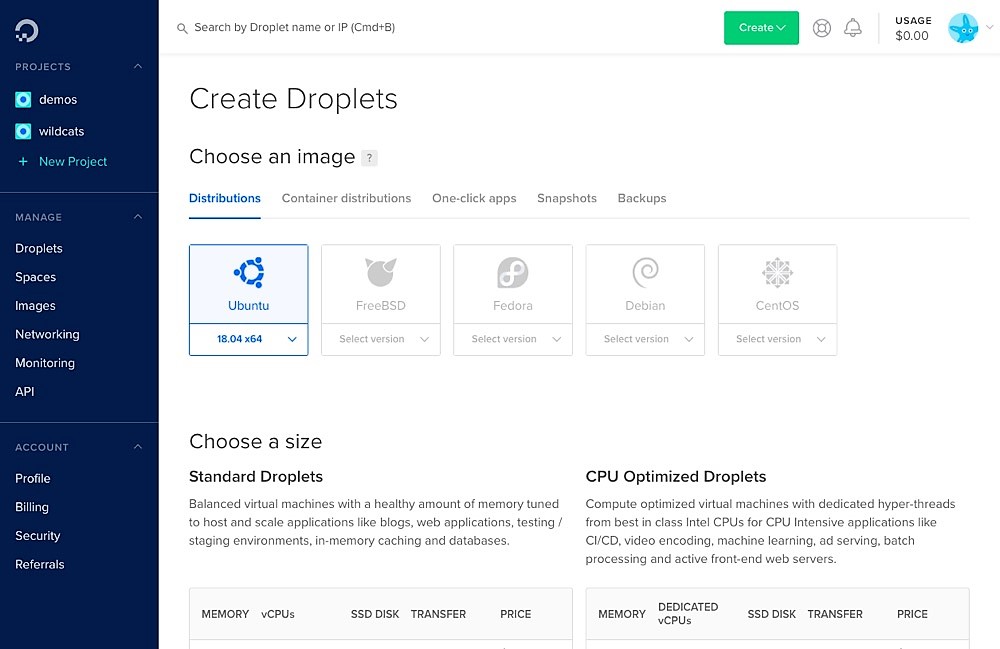 Search by Droplet name or IP (Cmd+B)
Create
USAGE
$0.00
PROJECTS
demos
wildcats
+ New Project
MANAGE
Droplets
Spaces
Images
Networking
Monitoring
API
ACCOUNT
Profile
Billing
Security
Referrals
Create Droplets
Choose an image ?
Distributions Container distributions One-click apps Snapshots Backups
Ubuntu FreeBSD Fedora Debian CentOS
18.04 x64 Select version Select version Select version Select version
Choose a size
Standard Droplets
Balanced virtual machines with a healthy amount of memory tuned
to host and scale applications like blogs, web applications, testing /
staging environments, in-memory caching and databases.
MEMORY vCPUs SSD DISK TRANSFER PRICE
CPU Optimized Droplets
Compute optimized virtual machines with dedicated hyper-threads
from best in class Intel CPUs for CPU Intensive applications like
CI/CD, video encoding, machine learning, ad serving, batch
processing and active front-end web servers.
MEMORY DEDICATED vCPUs SSD DISK TRANSFER PRICE